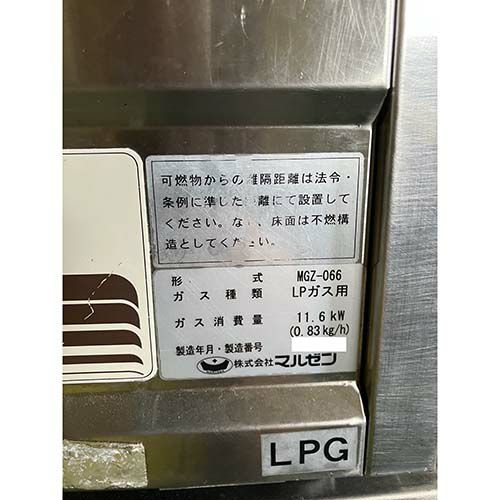 可燃物からの離隔距離は法令・
条例に準じた 離にて設置して
ください。な 、床面は不燃構
造としてください。
形式 MGZ-066
ガス種類 LPガス用
ガス消費量 11.6 kW
(0.83kg/h)
製造年月・製造番号
株式会社マルゼン
LPG